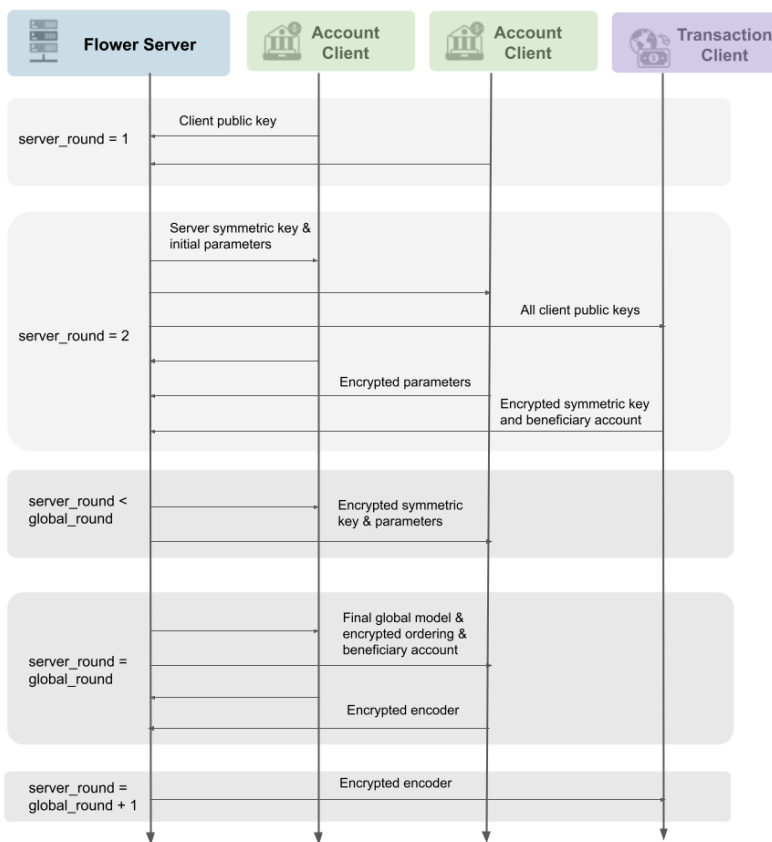 Flower Server
Account
Client
Account
Client
Transaction
Client
Client public key
server_round = 1
Server symmetric key &
initial parameters
All client public keys
server_round = 2
Encrypted parameters
Encrypted symmetric key
and beneficiary account
server_round <
global_round
Encrypted symmetric
key & parameters
Final global model &
encrypted ordering &
beneficiary account
server_round =
global_round
Encrypted encoder
Encrypted encoder
server_round =
global_round + 1